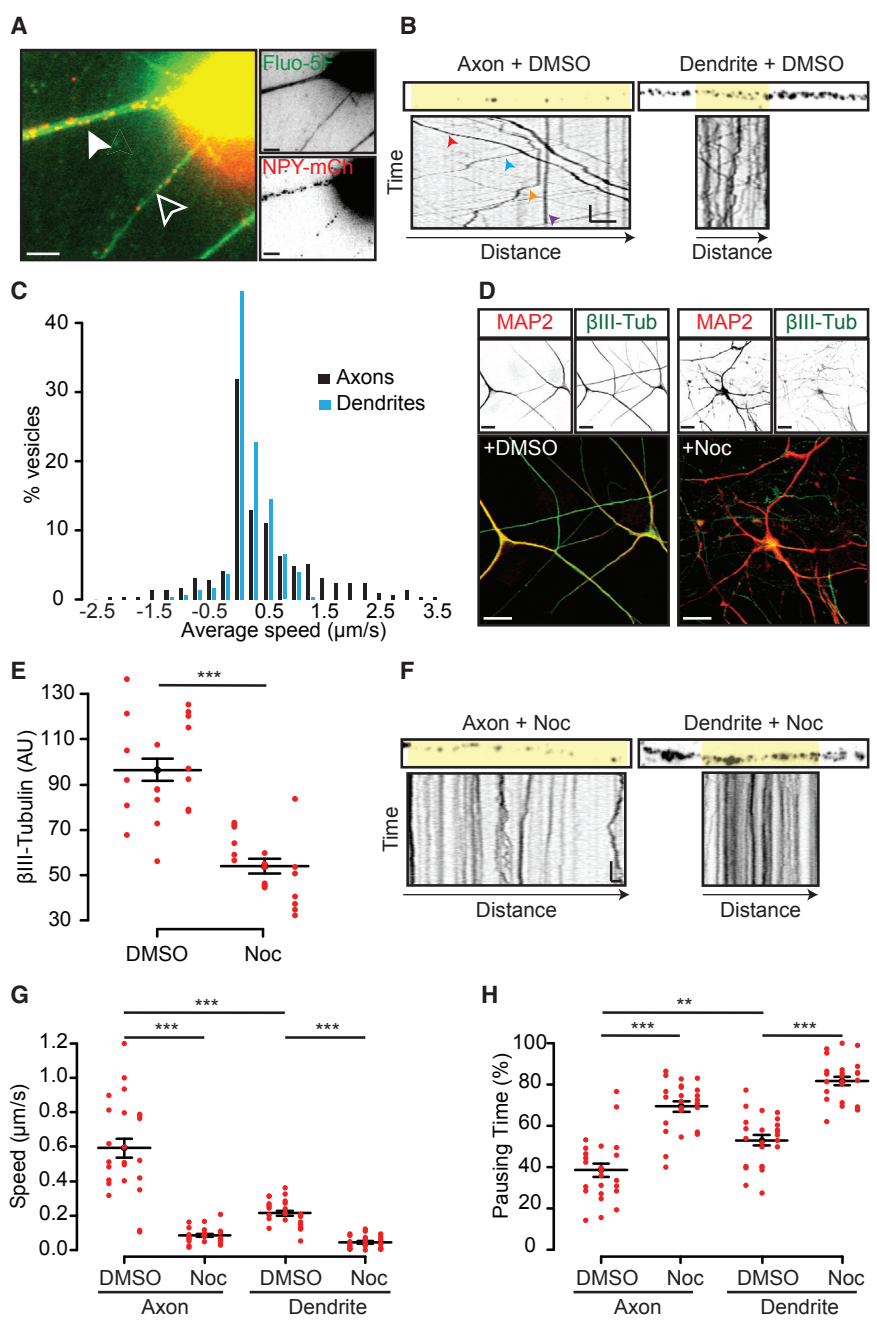 A
Fluo-5F
NPY-mCh
B
Axon + DMSO
Dendrite + DMSO
Time
Distance
Distance
C
% vesicles
40
30
20
10
0
Axons
Dendrites
-2.5
-1.5
-0.5
0.5
1.5
2.5
3.5
Average speed (μm/s)
D
MAP2
βIII-Tub
MAP2
βIII-Tub
+DMSO
+Noc
E
βIII-Tubulin (AU)
130
110
90
70
50
30
***
DMSO
Noc
F
Axon + Noc
Dendrite + Noc
Time
Distance
Distance
G
Speed (μm/s)
1.2
1.0
0.8
0.6
0.4
0.2
0.0
***
***
***
DMSO
Noc
DMSO
Noc
Axon
Dendrite
H
Pausing Time (%)
100
80
60
40
20
0
**
***
***
DMSO
Noc
DMSO
Noc
Axon
Dendrite